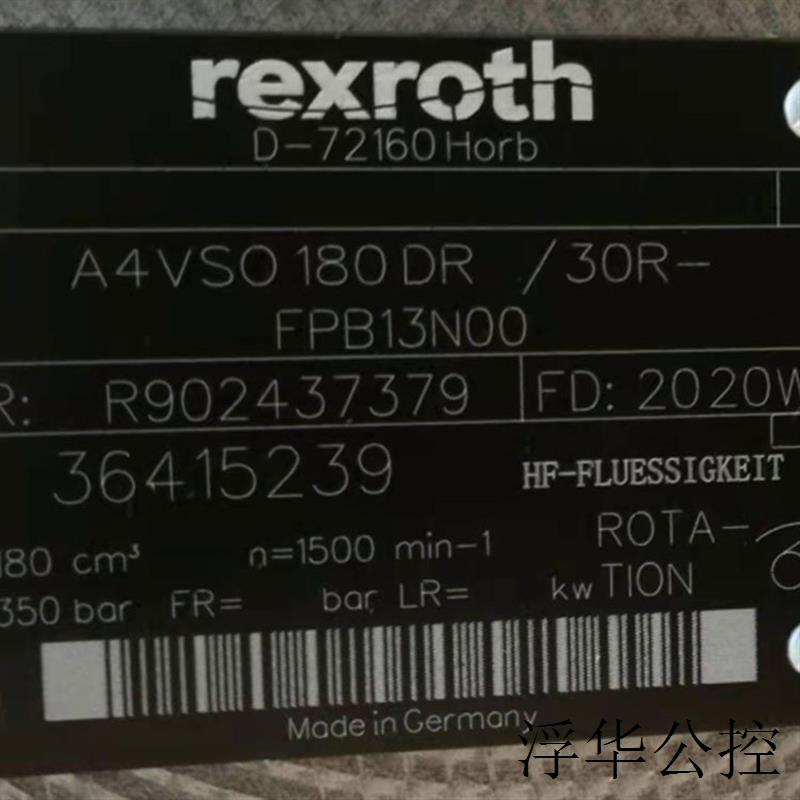 rexroth
D-72160 Horb
A4VSO 180 DR /30R-
FPB13N00
R: R902437379 FD: 2020W
36415239 HF-FLUESSIGKEIT
180 cm³ n=1500 min-1 ROTA-
350 bar FR= bar LR= kw TION
Made in Germany
浮华公控